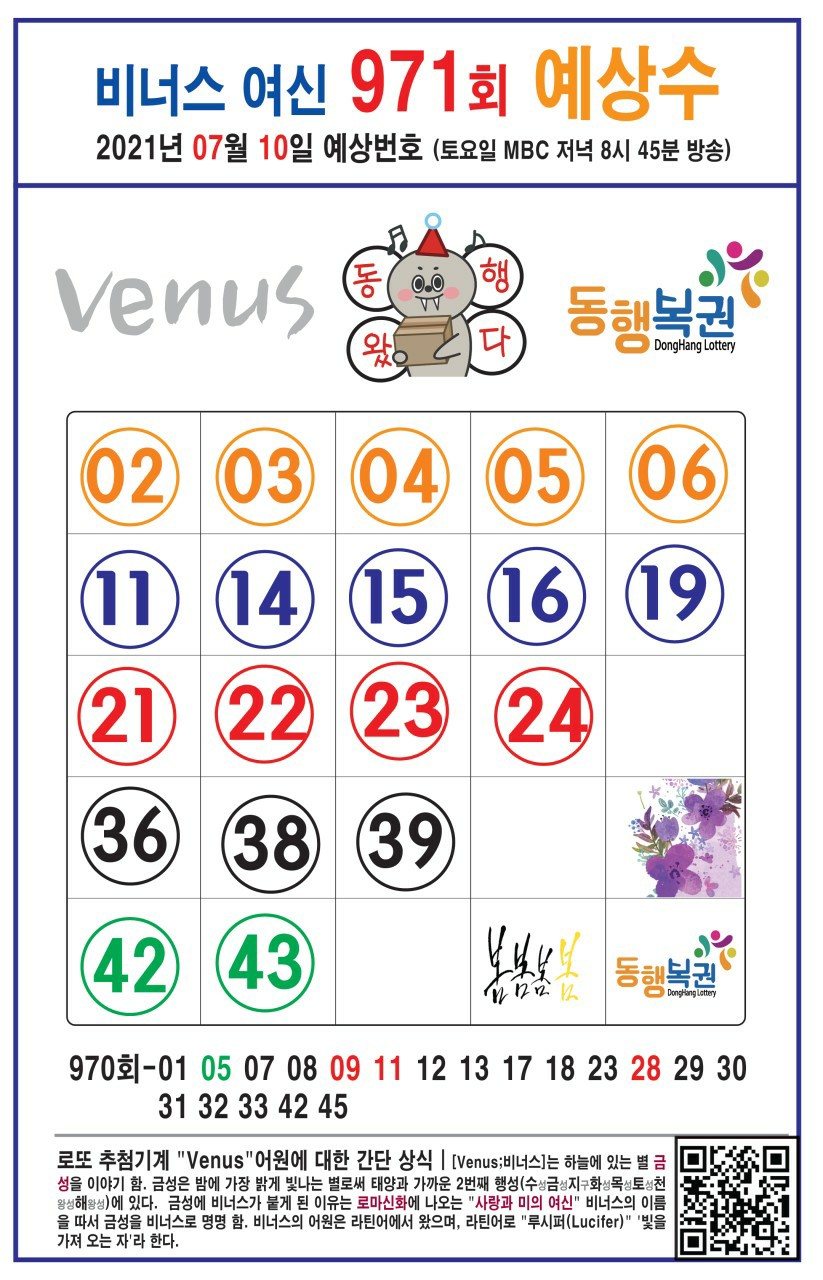 비너스 여신 971회 예상수
2021년 07월 10일 예상번호 (토요일 MBC 저녁 8시 45분 방송)
Venus
동 행
왔 다
동행복권
DongHang Lottery
02 03 04 05 06
11 14 15 16 19
21 22 23 24
36 38 39
42 43
봄봄봄봄
동행복권
DongHang Lottery
970회-01 05 07 08 09 11 12 13 17 18 23 28 29 30
31 32 33 42 45
로또 추첨기계 "Venus"어원에 대한 간단 상식 | [Venus;비너스]는 하늘에 있는 별 금
성을 이야기 함. 금성은 밤에 가장 밝게 빛나는 별로써 태양과 가까운 2번째 행성(수성금성지구화성목성토성천
왕성해왕성)에 있다. 금성에 비너스가 붙게 된 이유는 로마신화에 나오는 "사랑과 미의 여신" 비너스의 이름
을 따서 금성을 비너스로 명명 함. 비너스의 어원은 라틴어에서 왔으며, 라틴어로 "루시퍼(Lucifer)" '빛을
가져 오는 자'라 한다.